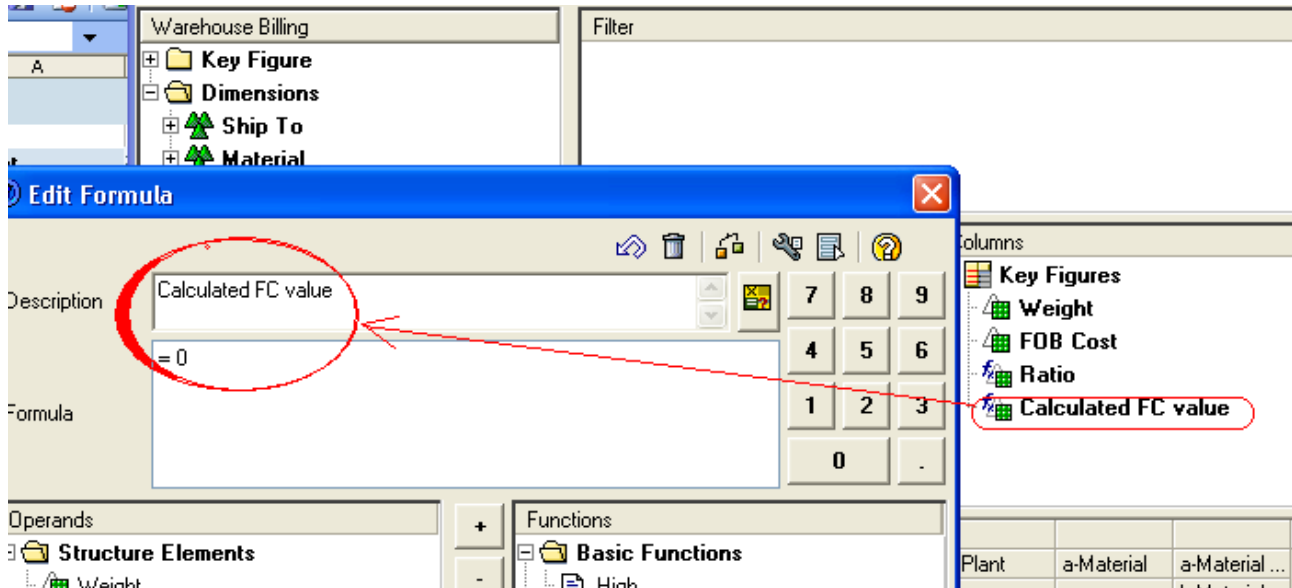 Warehouse Billing
Filter
A
Key Figure
Dimensions
Ship To
Material
Edit Formula
Description
Calculated FC value
7 8 9
= 0
4 5 6
Formula
1 2 3
0 .
Columns
Key Figures
Weight
FOB Cost
Ratio
Calculated FC value
Operands
+
Functions
Structure Elements
Basic Functions
Weight
-
High
Plant
a-Material
a-Material ...